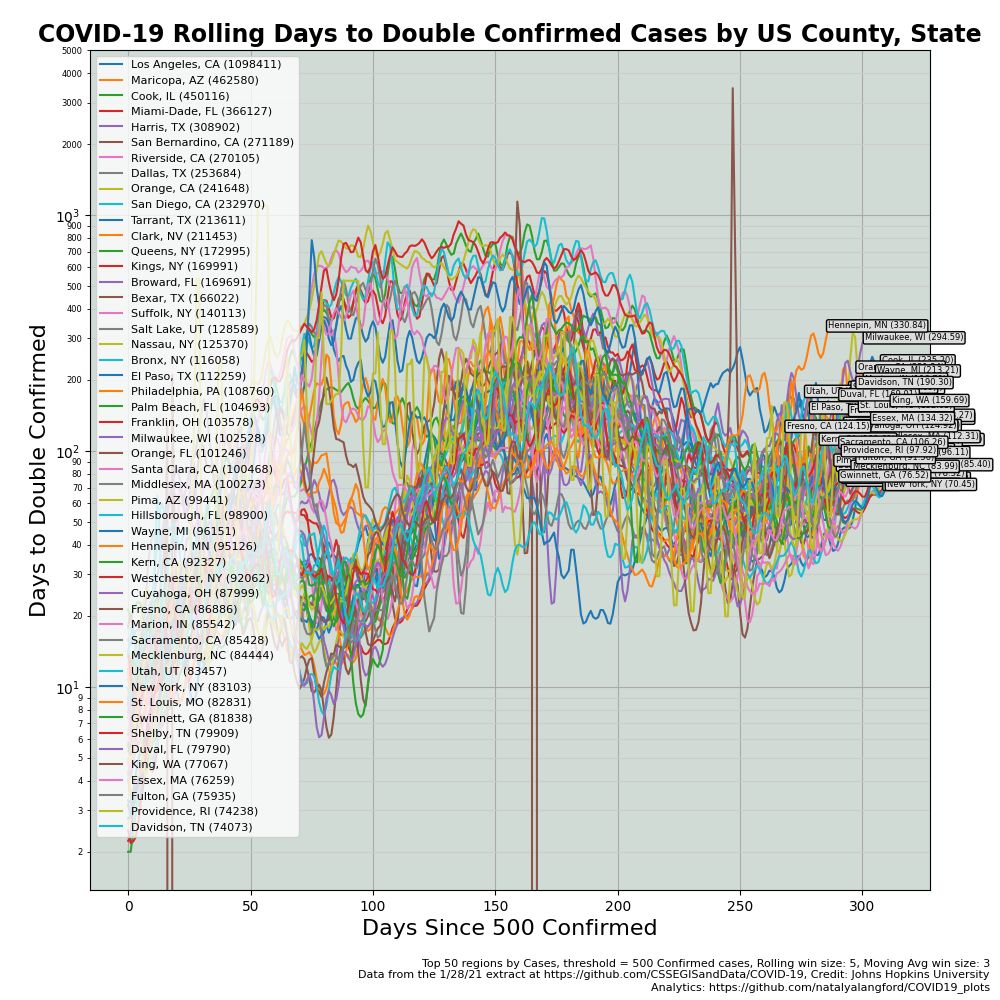 COVID-19 Rolling Days to Double Confirmed Cases by US County, State
Days to Double Confirmed
5000
4000
3000
2000
10³
900
800
700
600
500
400
300
200
10²
90
80
70
60
50
40
30
20
10¹
9
8
7
6
5
4
3
2
Los Angeles, CA (1098411)
Maricopa, AZ (462580)
Cook, IL (450116)
Miami-Dade, FL (366127)
Harris, TX (308902)
San Bernardino, CA (271189)
Riverside, CA (270105)
Dallas, TX (253684)
Orange, CA (241648)
San Diego, CA (232970)
Tarrant, TX (213611)
Clark, NV (211453)
Queens, NY (172995)
Kings, NY (169991)
Broward, FL (169691)
Bexar, TX (166022)
Suffolk, NY (140113)
Salt Lake, UT (128589)
Nassau, NY (125370)
Bronx, NY (116058)
El Paso, TX (112259)
Philadelphia, PA (108760)
Palm Beach, FL (104693)
Franklin, OH (103578)
Milwaukee, WI (102528)
Orange, FL (101246)
Santa Clara, CA (100468)
Middlesex, MA (100273)
Pima, AZ (99441)
Hillsborough, FL (98900)
Wayne, MI (96151)
Hennepin, MN (95126)
Kern, CA (92327)
Westchester, NY (92062)
Cuyahoga, OH (87999)
Fresno, CA (86886)
Marion, IN (85542)
Sacramento, CA (85428)
Mecklenburg, NC (84444)
Utah, UT (83457)
New York, NY (83103)
St. Louis, MO (82831)
Gwinnett, GA (81838)
Shelby, TN (79909)
Duval, FL (79790)
King, WA (77067)
Essex, MA (76259)
Fulton, GA (75935)
Providence, RI (74238)
Davidson, TN (74073)
Hennepin, MN (330.84)
Milwaukee, WI (294.59)
Cook, IL (235.20)
Wayne, MI (213.21)
Davidson, TN (190.30)
Utah,
Duval, FL
King, WA (159.69)
El Paso,
St. Lou
Essex, MA (134.32)
Fresno, CA (124.15)
112.31)
Kern
Sacramento, CA (106.26)
Providence, RI (97.92)
96.11)
(85.40)
Mecklenburg, NC (83.99)
Gwinnett, GA (76.52)
New York, NY (70.45)
0 50 100 150 200 250 300
Days Since 500 Confirmed
Top 50 regions by Cases, threshold = 500 Confirmed cases, Rolling win size: 5, Moving Avg win size: 3
Data from the 1/28/21 extract at https://github.com/CSSEGISandData/COVID-19, Credit: Johns Hopkins University
Analytics: https://github.com/natalyalangford/COVID19_plots